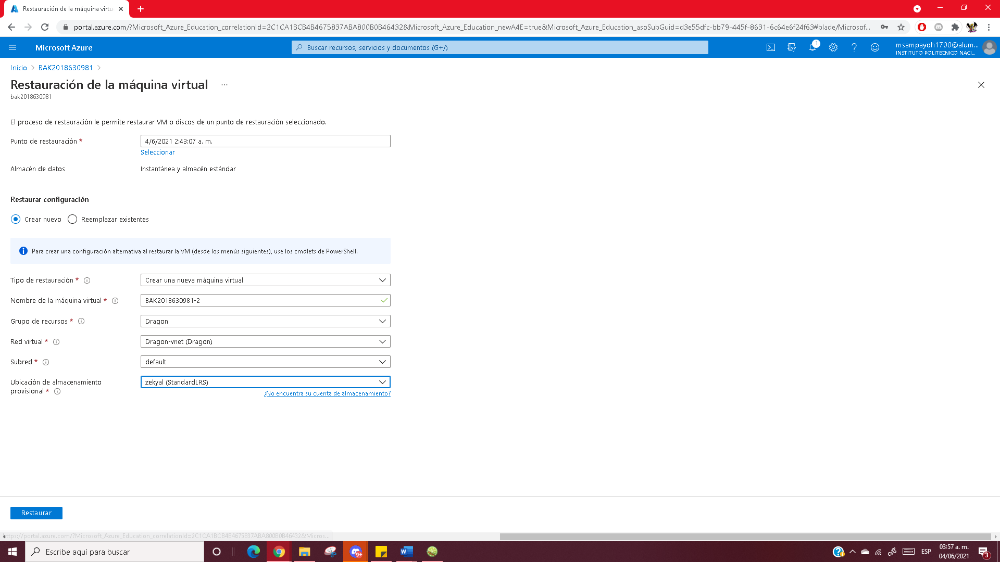 Restauración de la máquina virtu
portal.azure.com/?Microsoft_Azure_Education_correlationId=2C1CA1BCB4B4675837ABA800B0B46432&Microsoft_Azure_Education_newA4E=true&Microsoft_Azure_Education_asoSubGuid=d3e55dfc-bb79-445f-8631-6c64e6f24f63#blade/Microsof...
Microsoft Azure
Buscar recursos, servicios y documentos (G+/)
1
msampayoh1700@alum...
INSTITUTO POLITECNICO NACI...
Inicio > BAK2018630981 >
Restauración de la máquina virtual ...
bak2018630981
El proceso de restauración le permite restaurar VM o discos de un punto de restauración seleccionado.
Punto de restauración *
4/6/2021 2:43:07 a. m.
Seleccionar
Almacén de datos
Instantánea y almacén estándar
Restaurar configuración
Crear nuevo
Reemplazar existentes
Para crear una configuración alternativa al restaurar la VM (desde los menús siguientes), use los cmdlets de PowerShell.
Tipo de restauración *
Crear una nueva máquina virtual
Nombre de la máquina virtual *
BAK2018630981-2
Grupo de recursos *
Dragon
Red virtual *
Dragon-vnet (Dragon)
Subred *
default
Ubicación de almacenamiento
provisional *
zekyal (StandardLRS)
¿No encuentra su cuenta de almacenamiento?
Restaurar
ttps://portal.azure.com/?Microsoft_Azure_Education_correlationId=2C1CA1BCB4B4675837ABA800B0B46432&Micros...
Escribe aquí para buscar
9+
ESP
03:57 a. m.
04/06/2021
3